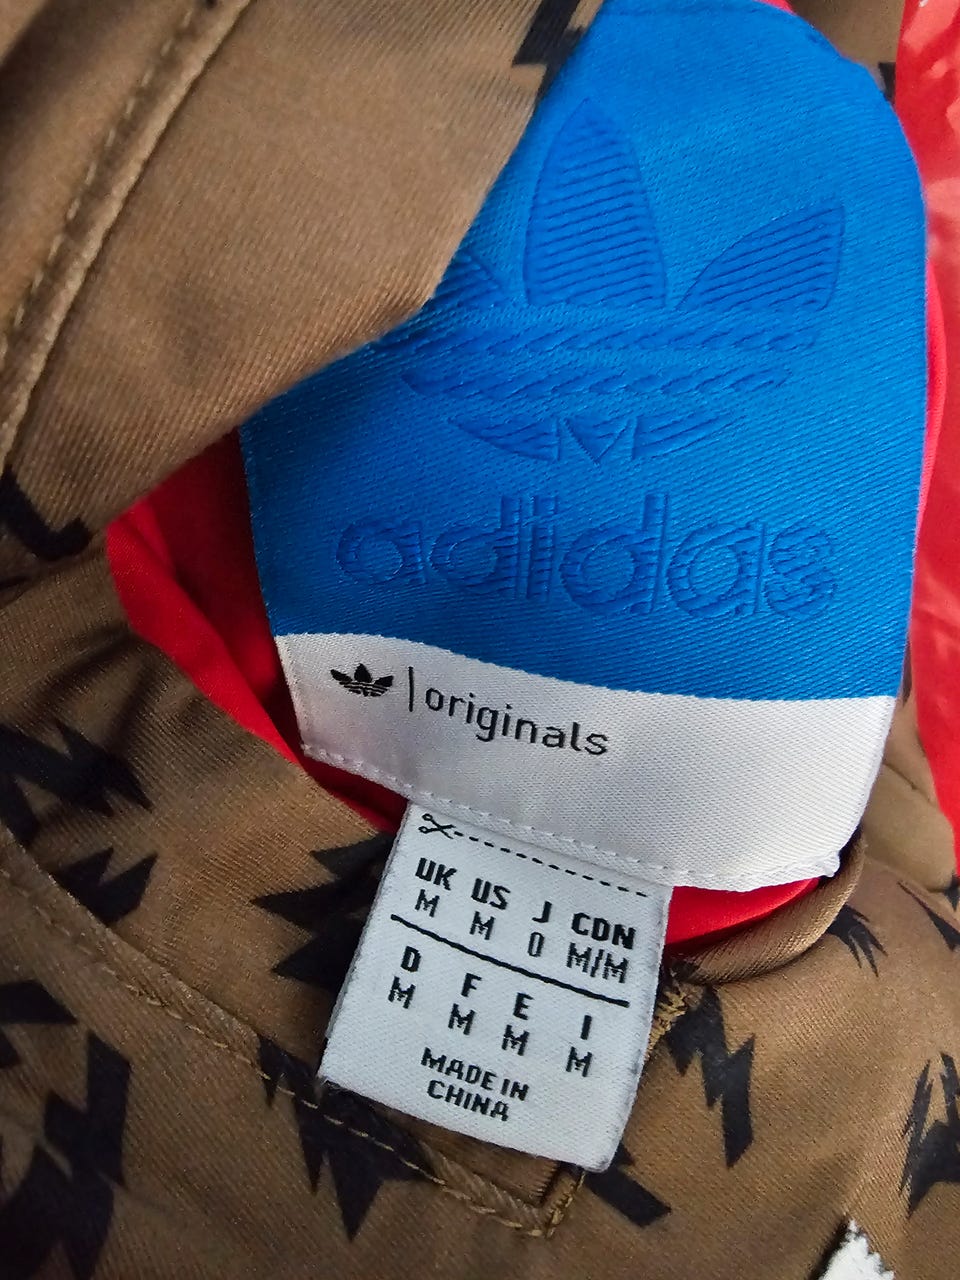 adidas
| originals
UK US J CDN
M M O M/M
D F E I
M M M M
MADE IN
CHINA